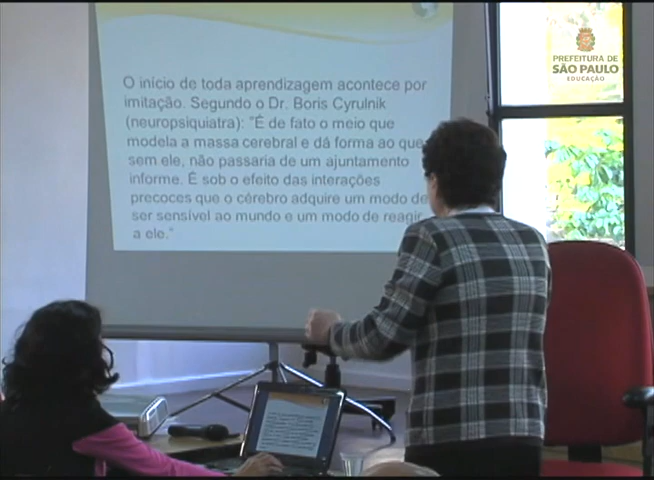 O início de toda aprendizagem acontece por
imitação. Segundo o Dr. Boris Cyrulnik
(neuropsiquiatra): "É de fato o meio que
modela a massa cerebral e dá forma ao que
sem ele, não passaria de um ajuntamento
informe. É sob o efeito das interações
precoces que o cérebro adquire um modo de
ser sensível ao mundo e um modo de reagir
a ele."
PREFEITURA DE
SÃO PAULO
EDUCAÇÃO